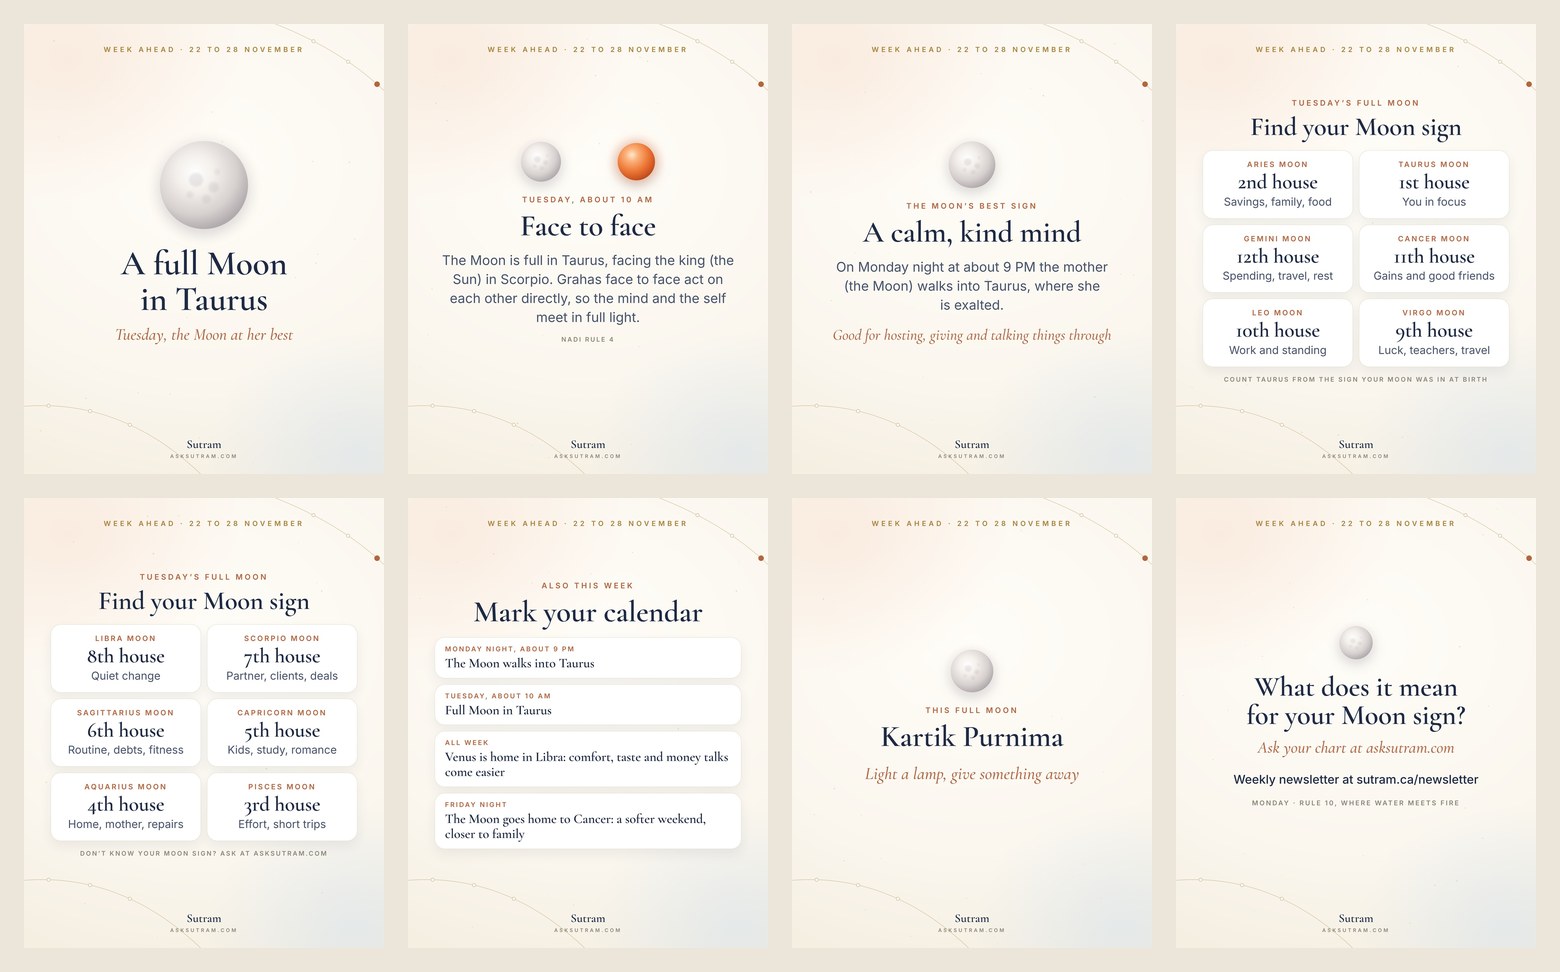 WEEK AHEAD · 22 TO 28 NOVEMBER
A full Moon
in Taurus
Tuesday, the Moon at her best
Sutram
ASKSUTRAM.COM
WEEK AHEAD · 22 TO 28 NOVEMBER
TUESDAY, ABOUT 10 AM
Face to face
The Moon is full in Taurus, facing the king (the
Sun) in Scorpio. Grahas face to face act on
each other directly, so the mind and the self
meet in full light.
NADI RULE 4
Sutram
ASKSUTRAM.COM
WEEK AHEAD · 22 TO 28 NOVEMBER
THE MOON'S BEST SIGN
A calm, kind mind
On Monday night at about 9 PM the mother
(the Moon) walks into Taurus, where she
is exalted.
Good for hosting, giving and talking things through
Sutram
ASKSUTRAM.COM
WEEK AHEAD · 22 TO 28 NOVEMBER
TUESDAY'S FULL MOON
Find your Moon sign
ARIES MOON
2nd house
Savings, family, food
TAURUS MOON
1st house
You in focus
GEMINI MOON
12th house
Spending, travel, rest
CANCER MOON
11th house
Gains and good friends
LEO MOON
10th house
Work and standing
VIRGO MOON
9th house
Luck, teachers, travel
COUNT TAURUS FROM THE SIGN YOUR MOON WAS IN AT BIRTH
Sutram
ASKSUTRAM.COM
WEEK AHEAD · 22 TO 28 NOVEMBER
TUESDAY'S FULL MOON
Find your Moon sign
LIBRA MOON
8th house
Quiet change
SCORPIO MOON
7th house
Partner, clients, deals
SAGITTARIUS MOON
6th house
Routine, debts, fitness
CAPRICORN MOON
5th house
Kids, study, romance
AQUARIUS MOON
4th house
Home, mother, repairs
PISCES MOON
3rd house
Effort, short trips
DON'T KNOW YOUR MOON SIGN? ASK AT ASKSUTRAM.COM
Sutram
ASKSUTRAM.COM
WEEK AHEAD · 22 TO 28 NOVEMBER
ALSO THIS WEEK
Mark your calendar
MONDAY NIGHT, ABOUT 9 PM
The Moon walks into Taurus
TUESDAY, ABOUT 10 AM
Full Moon in Taurus
ALL WEEK
Venus is home in Libra: comfort, taste and money talks
come easier
FRIDAY NIGHT
The Moon goes home to Cancer: a softer weekend,
closer to family
Sutram
ASKSUTRAM.COM
WEEK AHEAD · 22 TO 28 NOVEMBER
THIS FULL MOON
Kartik Purnima
Light a lamp, give something away
Sutram
ASKSUTRAM.COM
WEEK AHEAD · 22 TO 28 NOVEMBER
What does it mean
for your Moon sign?
Ask your chart at asksutram.com
Weekly newsletter at sutram.ca/newsletter
MONDAY · RULE 10, WHERE WATER MEETS FIRE
Sutram
ASKSUTRAM.COM